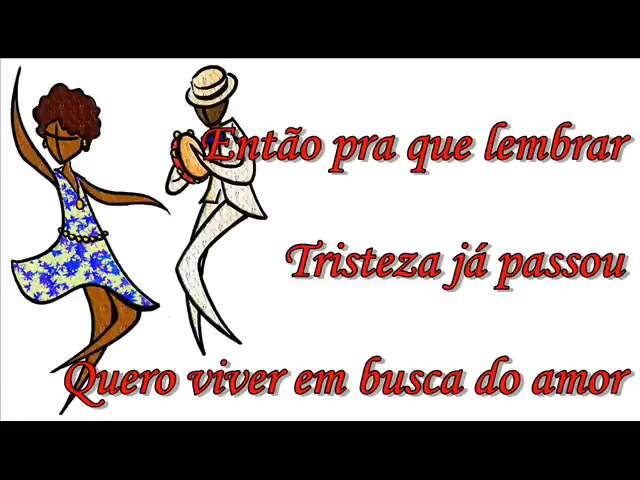 Então pra que lembrar
Tristeza já passou
Quero viver em busca do amor